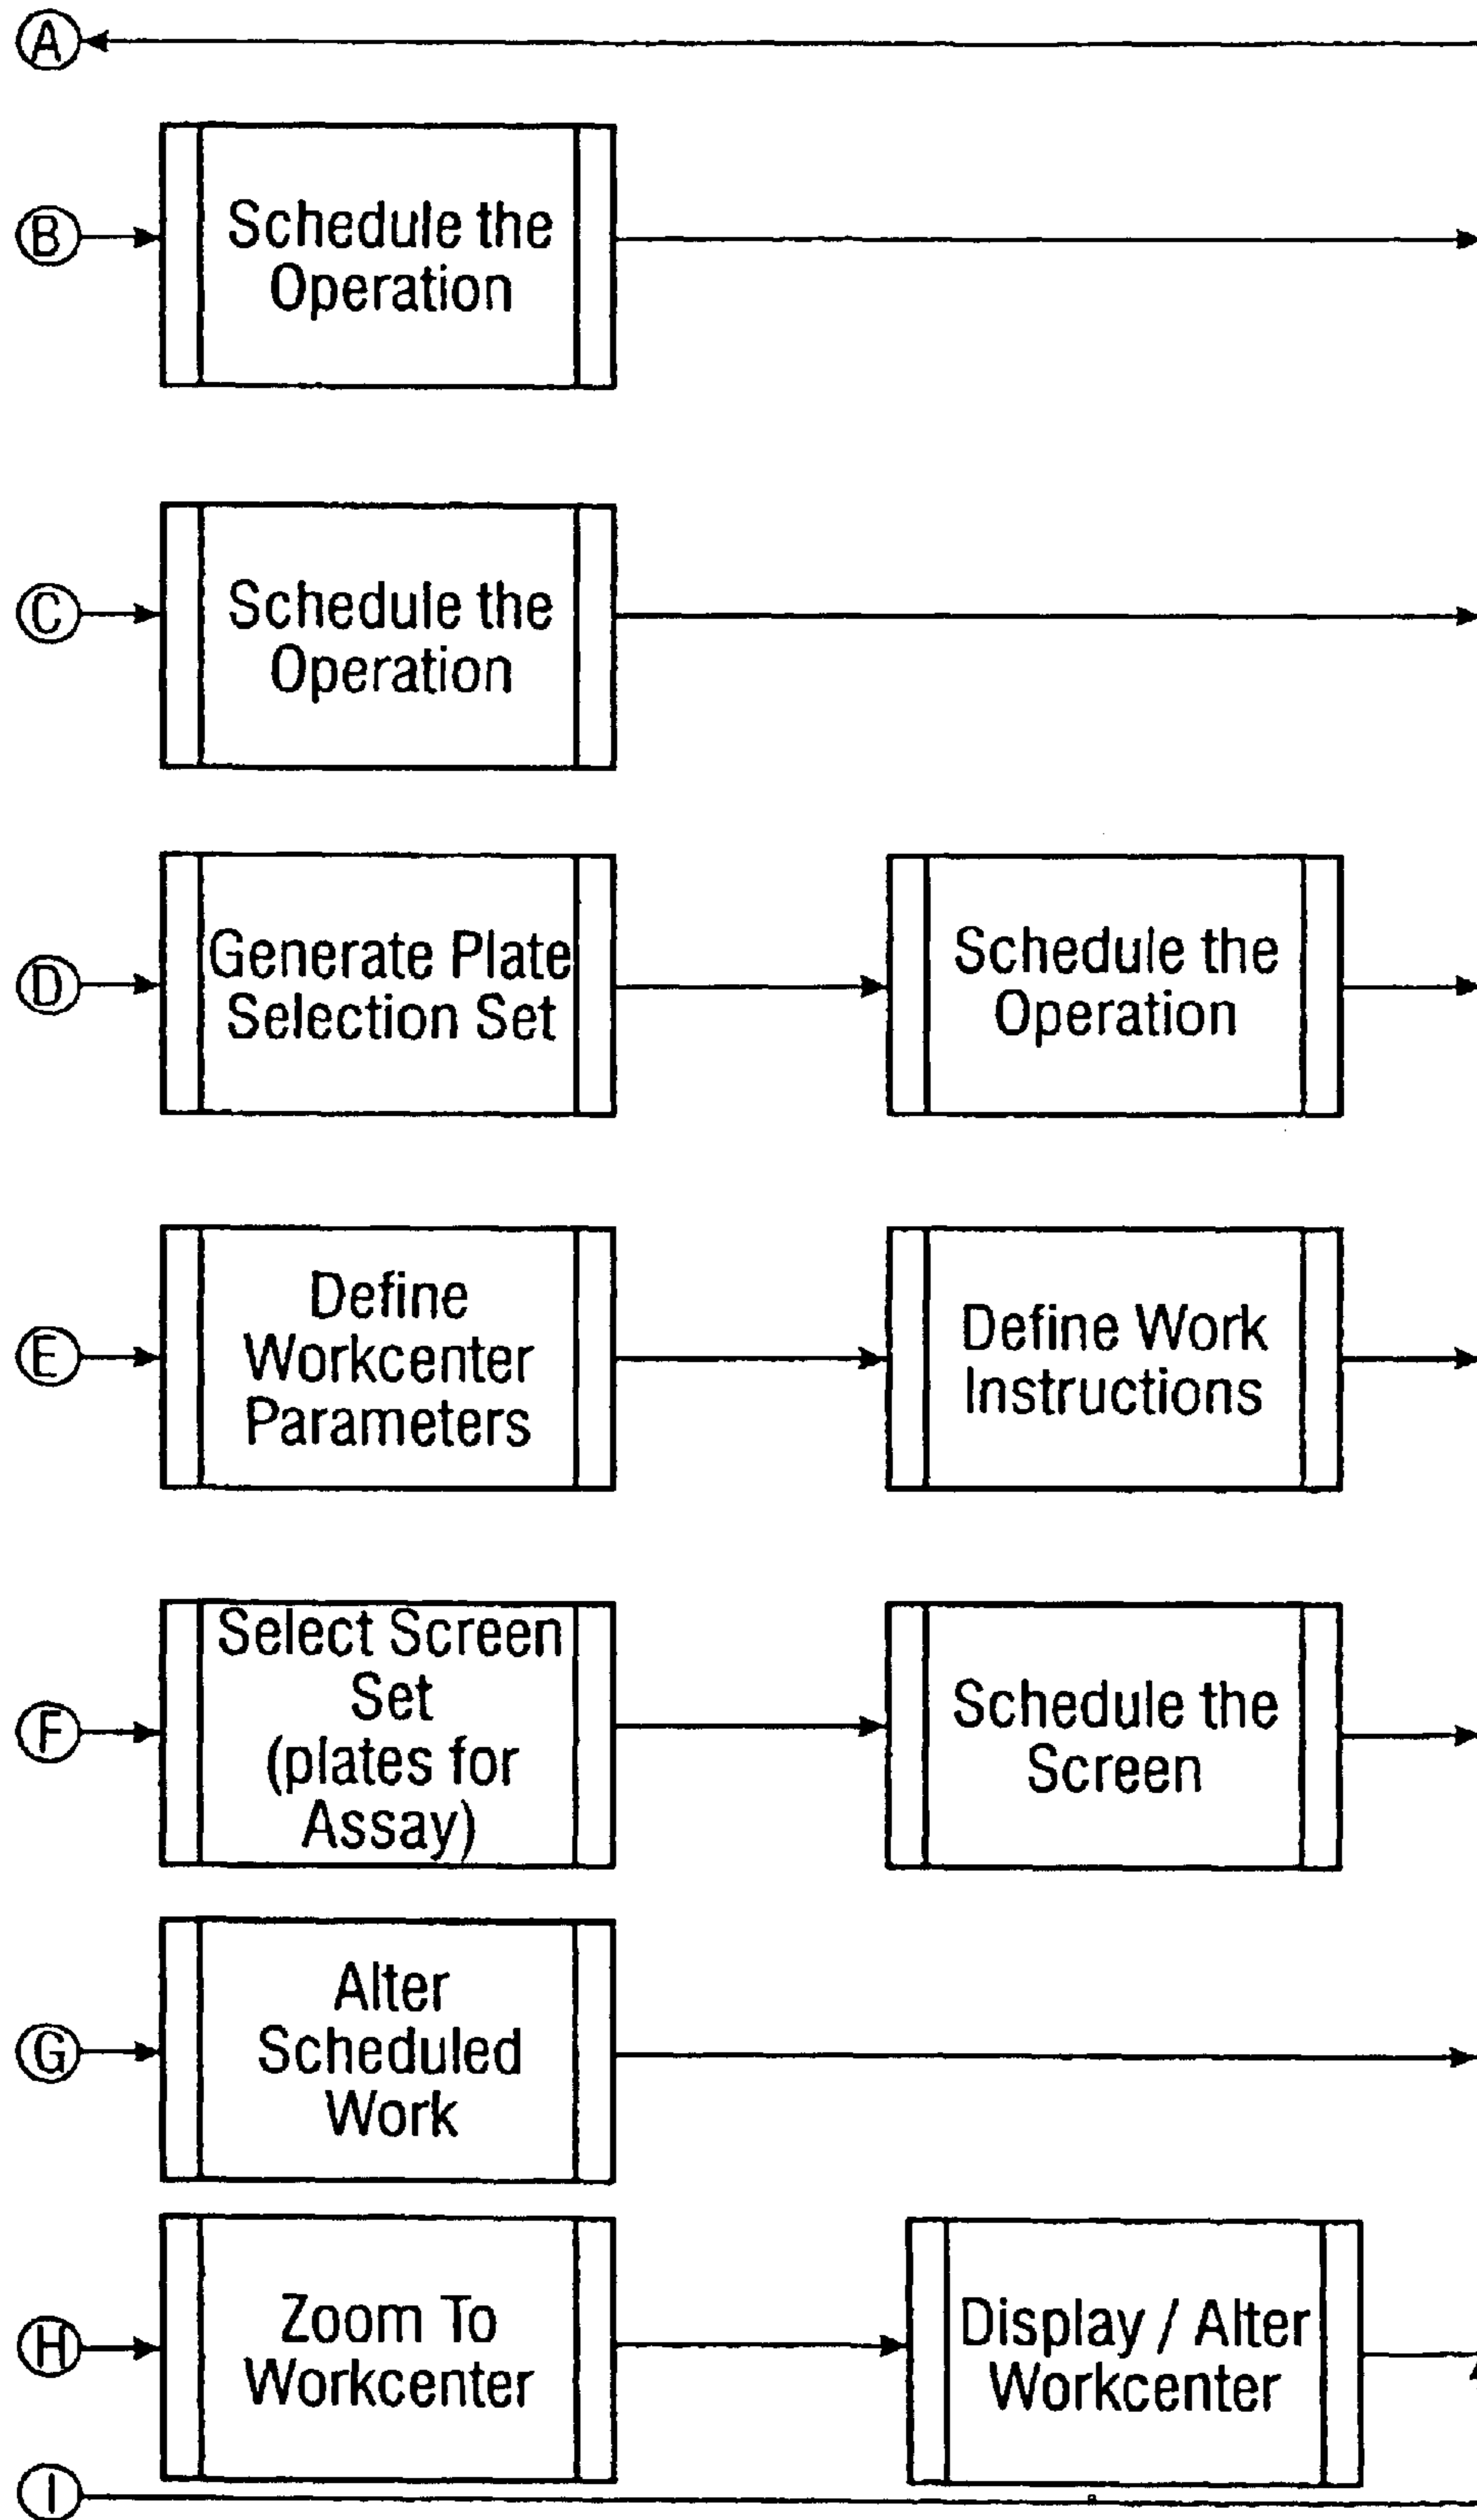 A
B
Schedule the
Operation
C
Schedule the
Operation
D
Generate Plate
Selection Set
Schedule the
Operation
E
Define
Workcenter
Parameters
Define Work
Instructions
F
Select Screen
Set
(plates for
Assay)
Schedule the
Screen
G
Alter
Scheduled
Work
H
Zoom To
Workcenter
Display / Alter
Workcenter
I